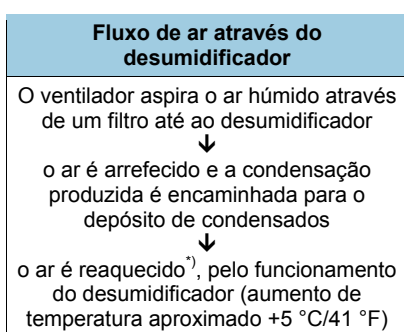 Fluxo de ar através do
desumidificador
O ventilador aspira o ar húmido através
de um filtro até ao desumidificador
↓
o ar é arrefecido e a condensação
produzida é encaminhada para o
depósito de condensados
↓
o ar é reaquecido*), pelo funcionamento
do desumidificador (aumento de
temperatura aproximado +5 °C/41 °F)